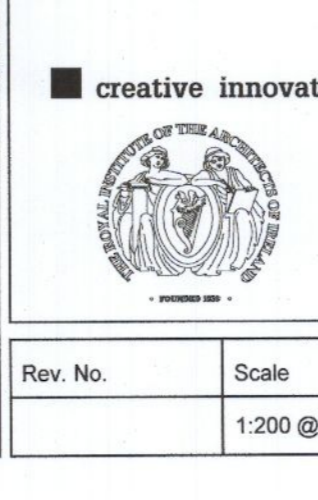 creative innovat
THE ROYAL INSTITUTE OF THE ARCHITECTS OF IRELAND
FOUNDED 1839
Rev. No. Scale
1:200 @